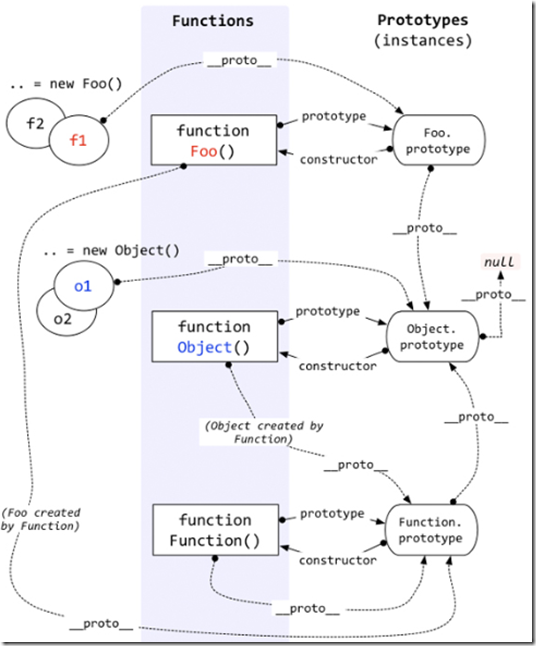 Functions
Prototypes
(instances)
__proto__
.. = new Foo()
f2
f1
function
Foo()
prototype
constructor
Foo.
prototype
__proto__
.. = new Object()
__proto__
null
__proto__
o1
o2
function
Object()
prototype
constructor
Object.
prototype
(Object created by
Function)
__proto__
__proto__
(Foo created
by Function)
function
Function()
prototype
constructor
Function.
prototype
__proto__
__proto__